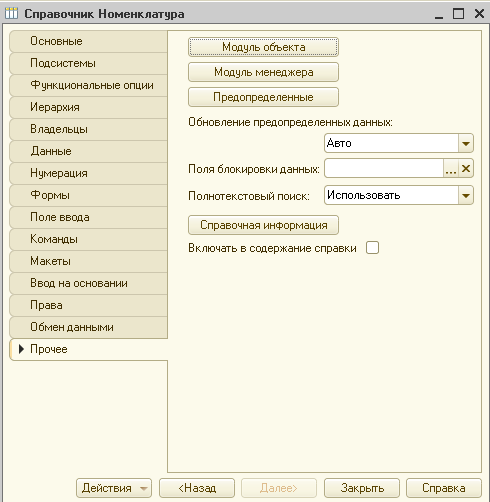 Справочник Номенклатура
Основные
Подсистемы
Функциональные опции
Иерархия
Владельцы
Данные
Нумерация
Формы
Поле ввода
Команды
Макеты
Ввод на основании
Права
Обмен данными
Прочее
Модуль объекта
Модуль менеджера
Предопределенные
Обновление предопределенных данных:
Авто
Поля блокировки данных: ...
Полнотекстовый поиск: Использовать
Справочная информация
Включать в содержание справки
Действия <Назад Далее> Закрыть Справка